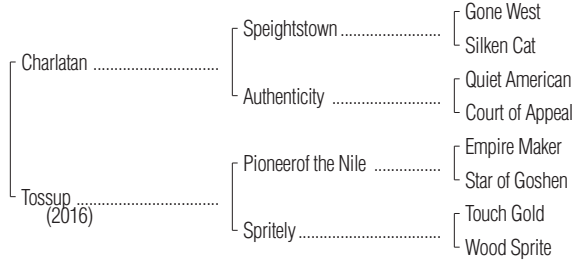 Gone West
Speightstown
Silken Cat
Charlatan
Quiet American
Authenticity
Court of Appeal
Empire Maker
Pioneerof the Nile
Star of Goshen
Tossup
(2016)
Touch Gold
Spritely
Wood Sprite